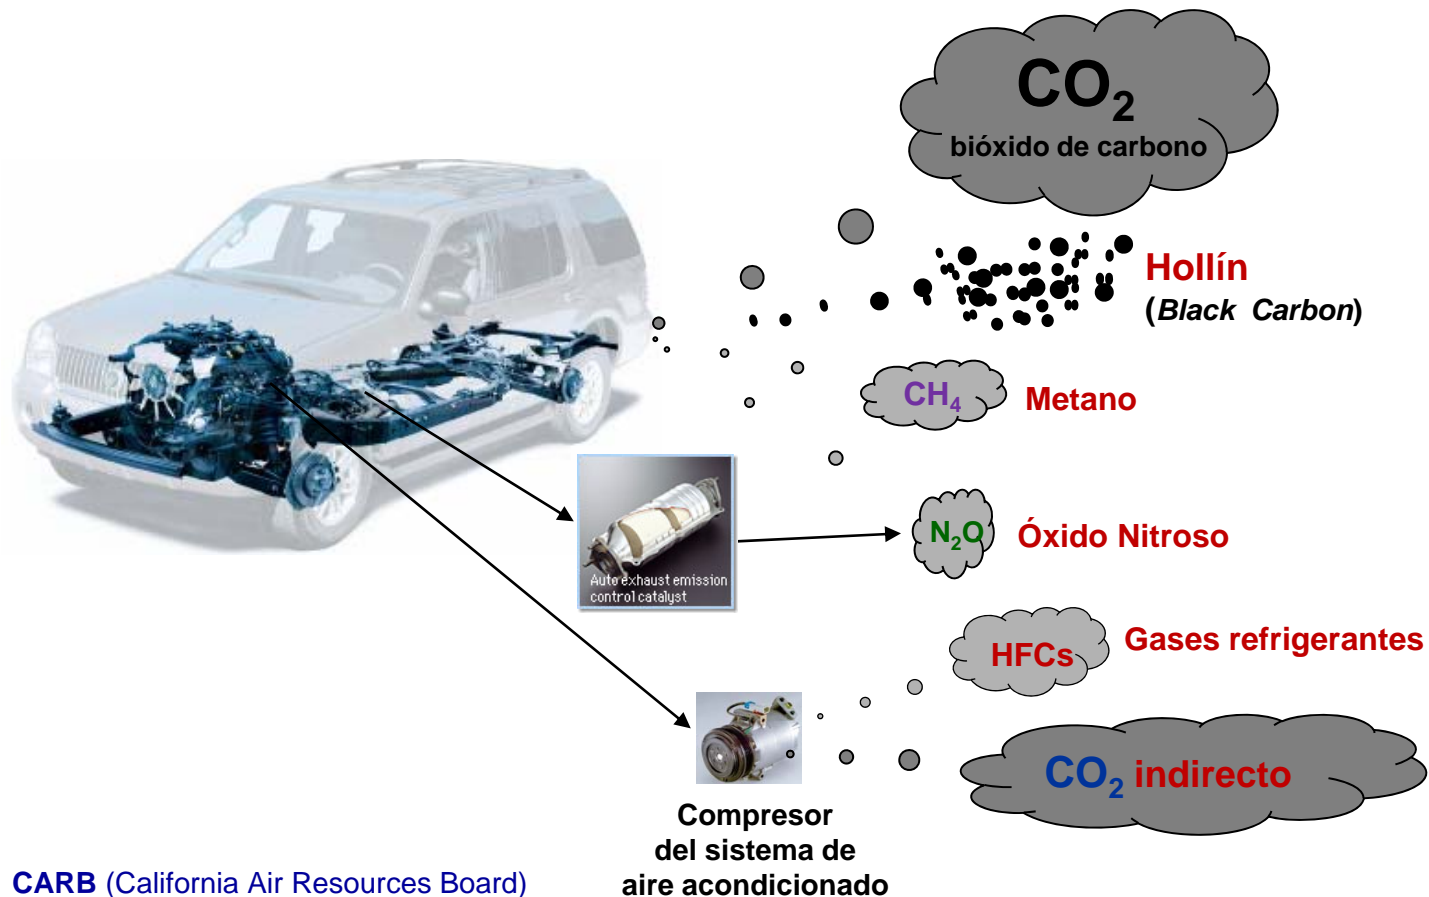 CO₂
bióxido de carbono
Hollín
(Black Carbon)
CH₄
Metano
N₂O
Óxido Nitroso
Auto exhaust emission
control catalyst
HFCs
Gases refrigerantes
CO₂ indirecto
Compresor
del sistema de
aire acondicionado
CARB (California Air Resources Board)